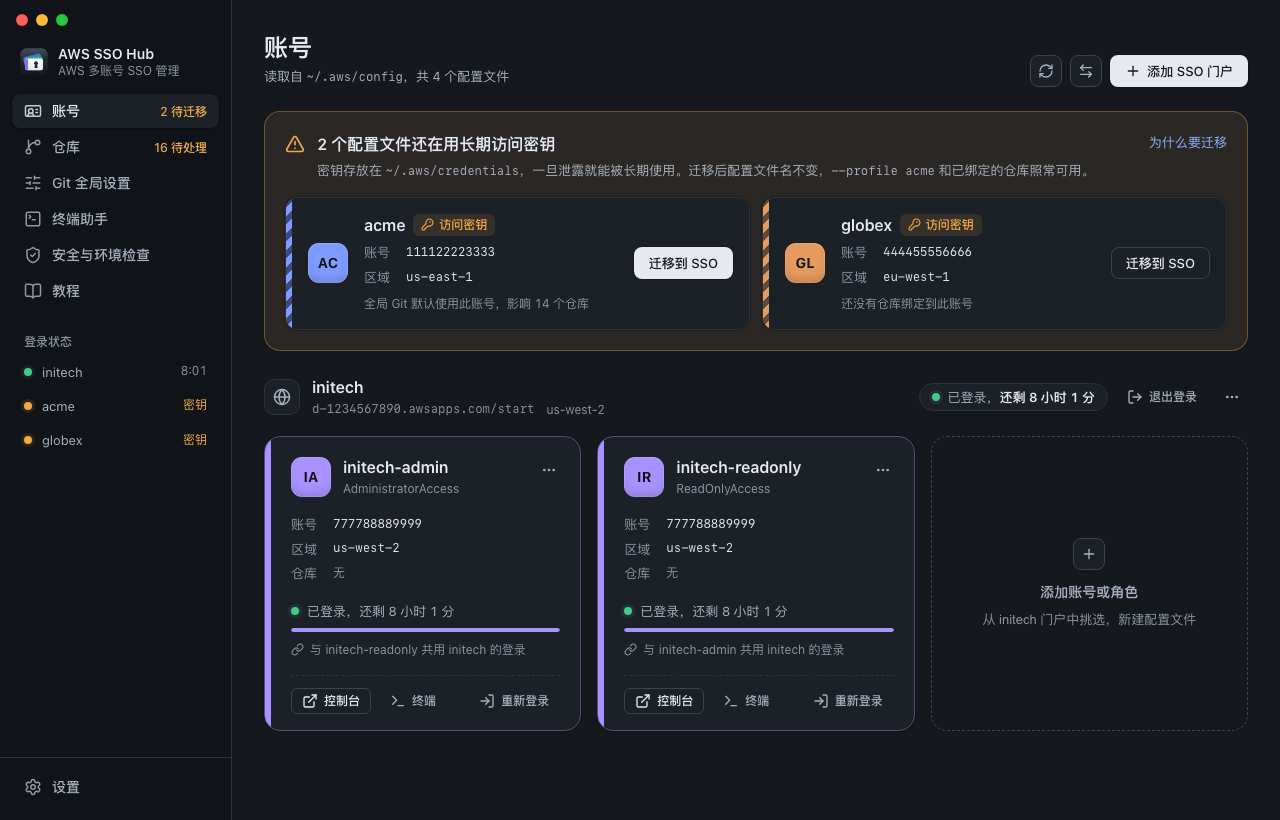 AWS SSO Hub
AWS 多账号 SSO 管理
账号 2 待迁移
仓库 16 待处理
Git 全局设置
终端助手
安全与环境检查
教程
登录状态
initech 8:01
acme 密钥
globex 密钥
设置
账号
读取自 ~/.aws/config，共 4 个配置文件
添加 SSO 门户
2 个配置文件还在用长期访问密钥
为什么要迁移
密钥存放在 ~/.aws/credentials，一旦泄露就能被长期使用。迁移后配置文件名不变，--profile acme 和已绑定的仓库照常可用。
AC
acme 访问密钥
账号 111122223333
区域 us-east-1
全局 Git 默认使用此账号，影响 14 个仓库
迁移到 SSO
GL
globex 访问密钥
账号 444455556666
区域 eu-west-1
还没有仓库绑定到此账号
迁移到 SSO
initech
d-1234567890.awsapps.com/start us-west-2
已登录，还剩 8 小时 1 分
退出登录
IA
initech-admin
AdministratorAccess
账号 777788889999
区域 us-west-2
仓库 无
已登录，还剩 8 小时 1 分
与 initech-readonly 共用 initech 的登录
控制台 终端 重新登录
IR
initech-readonly
ReadOnlyAccess
账号 777788889999
区域 us-west-2
仓库 无
已登录，还剩 8 小时 1 分
与 initech-admin 共用 initech 的登录
控制台 终端 重新登录
添加账号或角色
从 initech 门户中挑选，新建配置文件